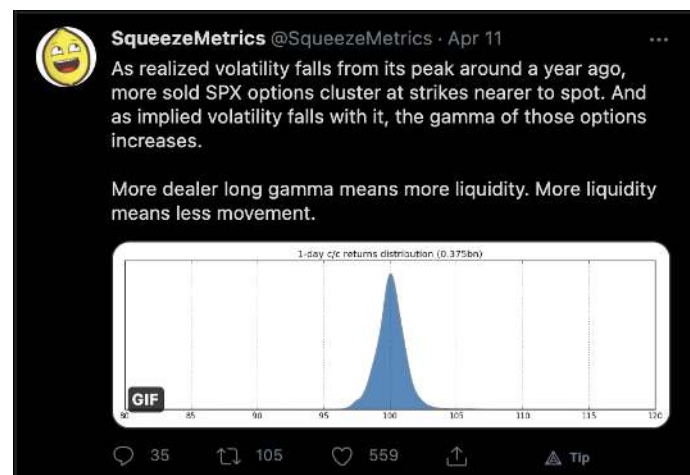 SqueezeMetrics @SqueezeMetrics · Apr 11
As realized volatility falls from its peak around a year ago,
more sold SPX options cluster at strikes nearer to spot. And
as implied volatility falls with it, the gamma of those options
increases.
More dealer long gamma means more liquidity. More liquidity
means less movement.
1-day c/c returns distribution (0.375bn)
GIF
80 85 90 95 100 105 110 115 120
35 105 559 Tip